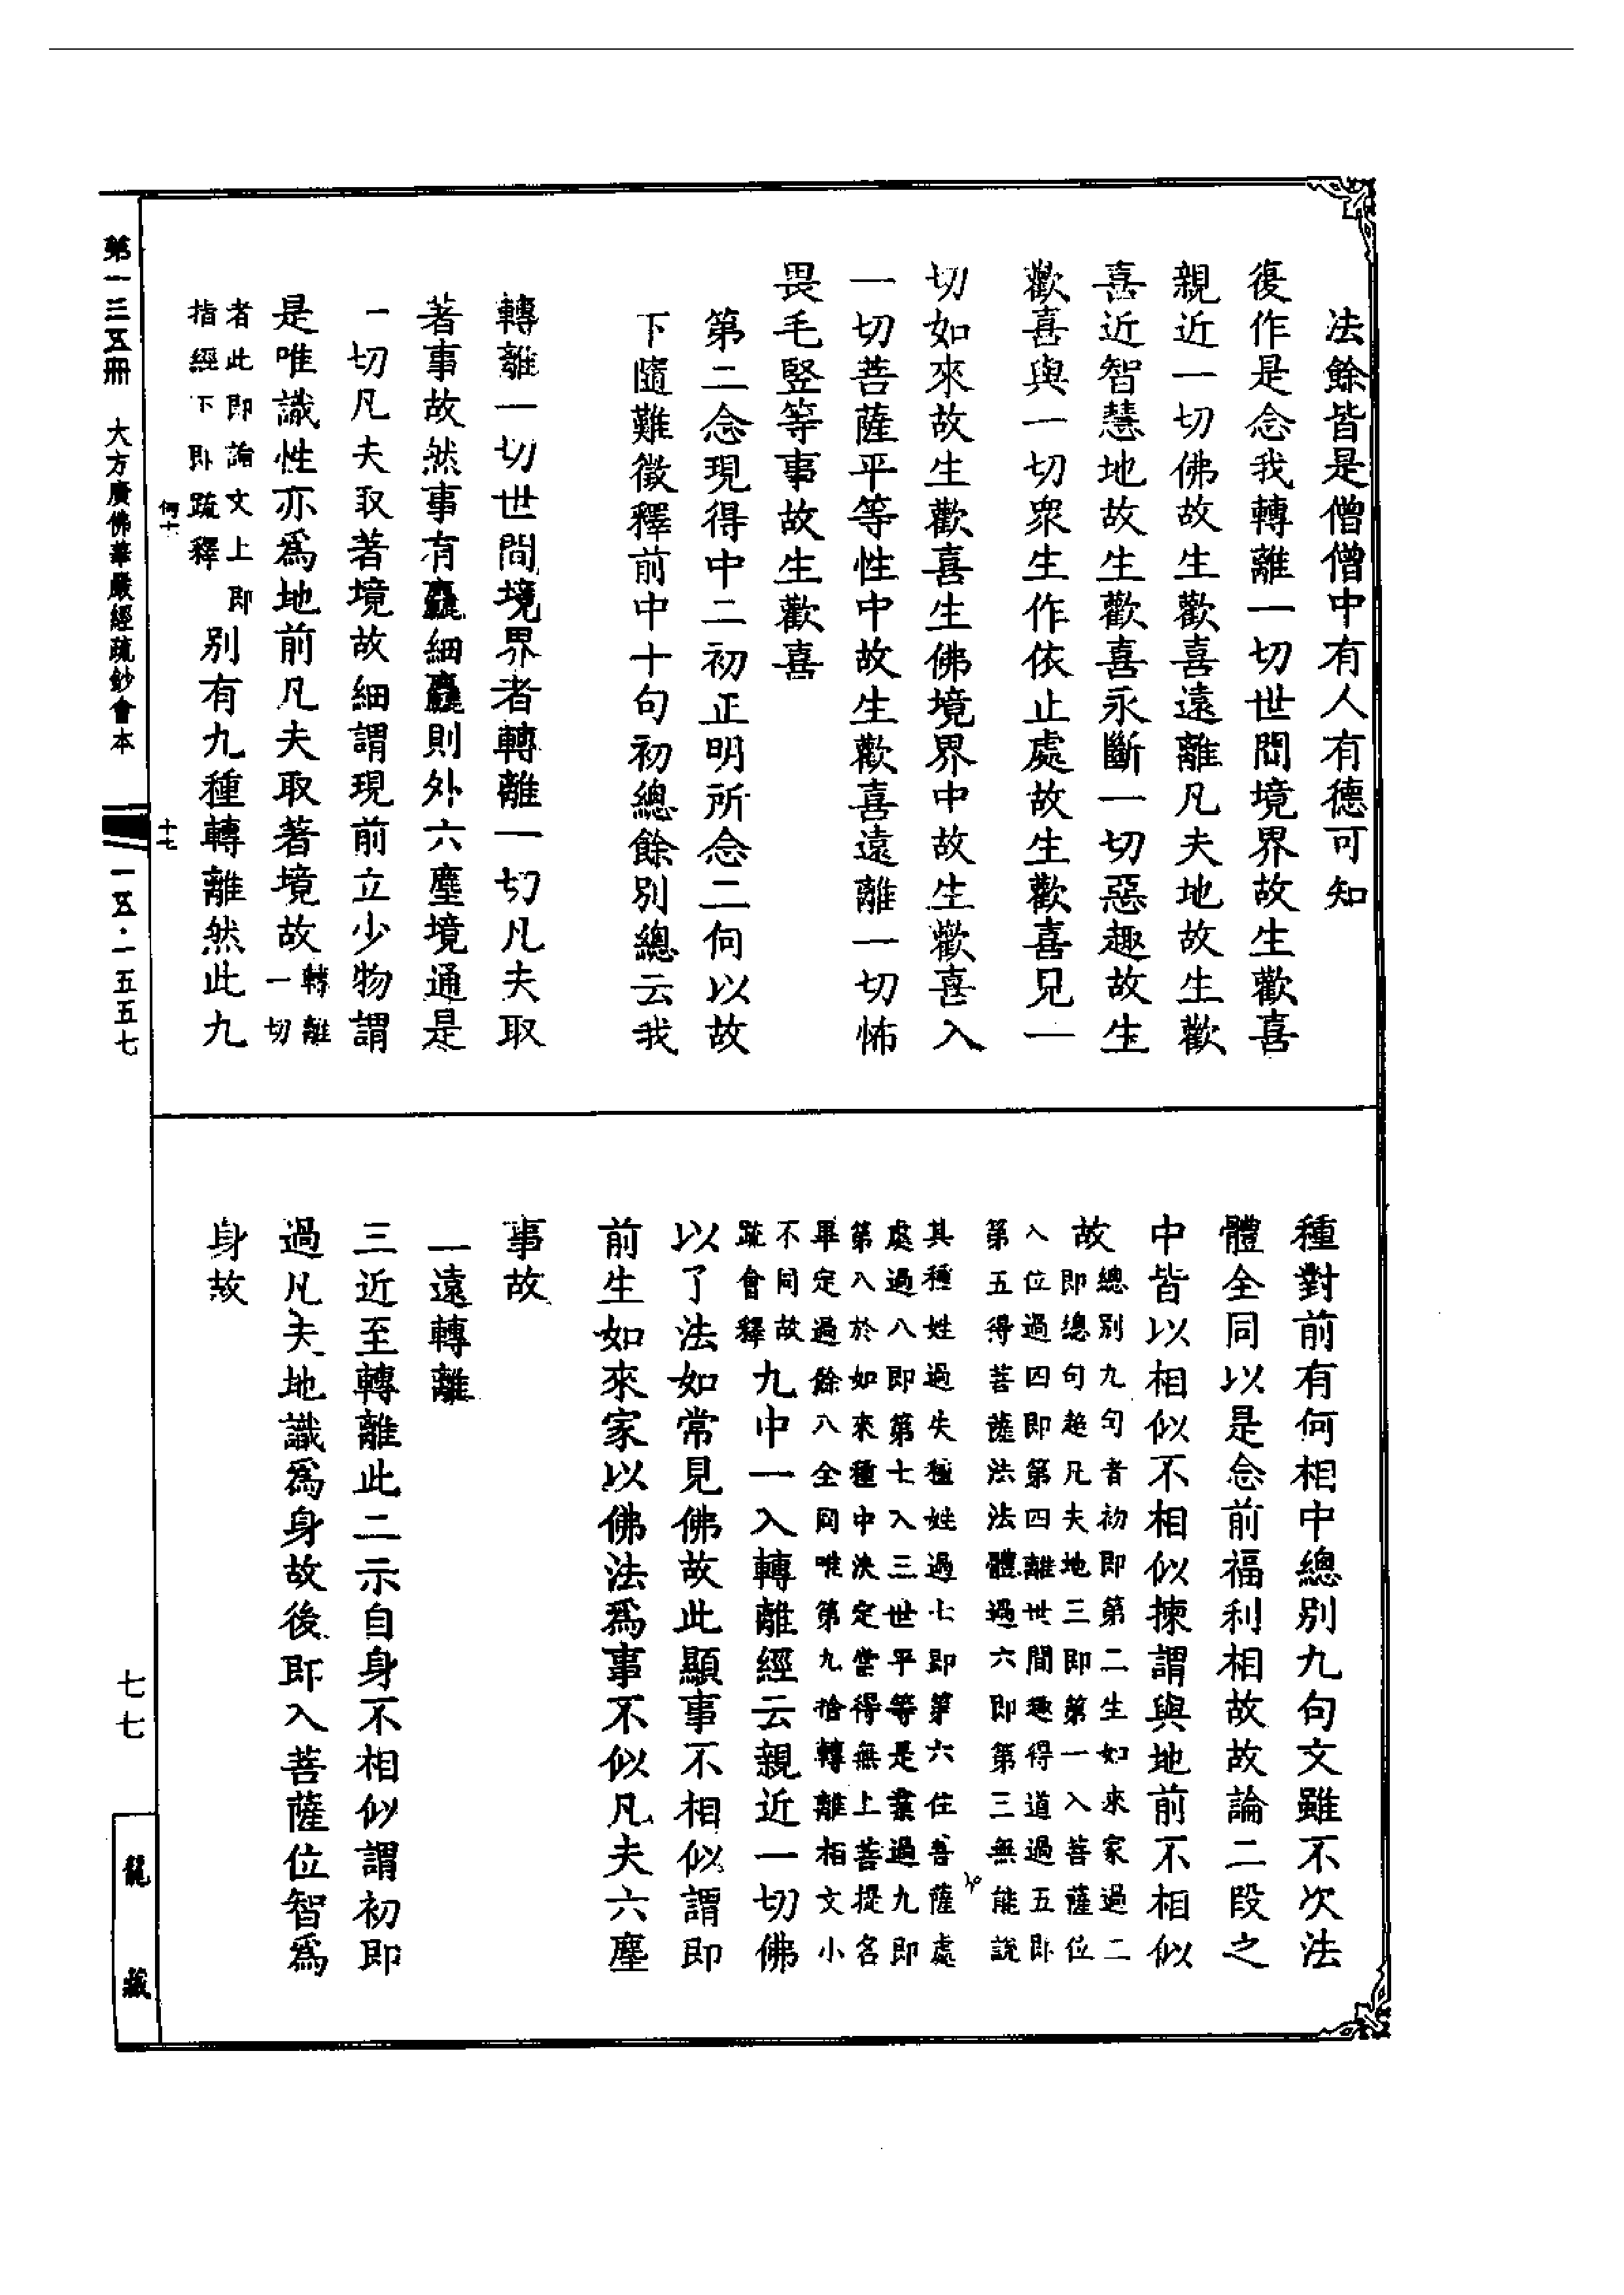 法餘皆是僧僧中有人有德可知
復作是念我轉離一切世間境界故生歡喜
親近一切佛故生歡喜遠離凡夫地故生歡
喜近智慧地故生歡喜永斷一切惡趣故生
歡喜與一切眾生作依止處故生歡喜見一
切如來故生歡喜生佛境界中故生歡喜入
一切菩薩平等性中故生歡喜遠離一切怖
畏毛竪等事故生歡喜
第二念現得中二初正明所念二何以故
下隨難徵釋前中十句初總餘別總云我
轉離一切世間境界者轉離一切凡夫取
著事故然事有麤細麤則外六塵境通是
一切凡夫取著境故細謂現前立少物謂
是唯識性亦爲地前凡夫取著境故轉離
一切
者此即論文上即
指經下即疏釋別有九種轉離然此九
種對前有何相中總別九句文雖不次法
體全同以是念前福利相故故論二段之
中皆以相似不相似揀謂與地前不相似
故總別九句者初即第二生如來家過二
即總句超凡夫地三即第一入菩薩位
入位過四即第四離世間趣得道過五即
第五得菩薩法法體過六即第三無能說
其種姓過失種姓過七即第六住菩薩處
處過八即第七入三世平等是業過九即
第八於如來種中決定當得無上菩提名
畢定過餘八全同唯第九捨轉離相文小
不同故
疏會釋九中一入轉離經云親近一切佛
以了法如常見佛故此顯事不相似謂即
前生如來家以佛法爲事不似凡夫六塵
事故
二遠轉離
三近至轉離此二示自身不相似謂初即
過凡夫地識爲身故後即入菩薩位智爲
身故
第一三五冊 大方廣佛華嚴經疏鈔會本 一五·一五五七
何十 十七
七七
龍藏